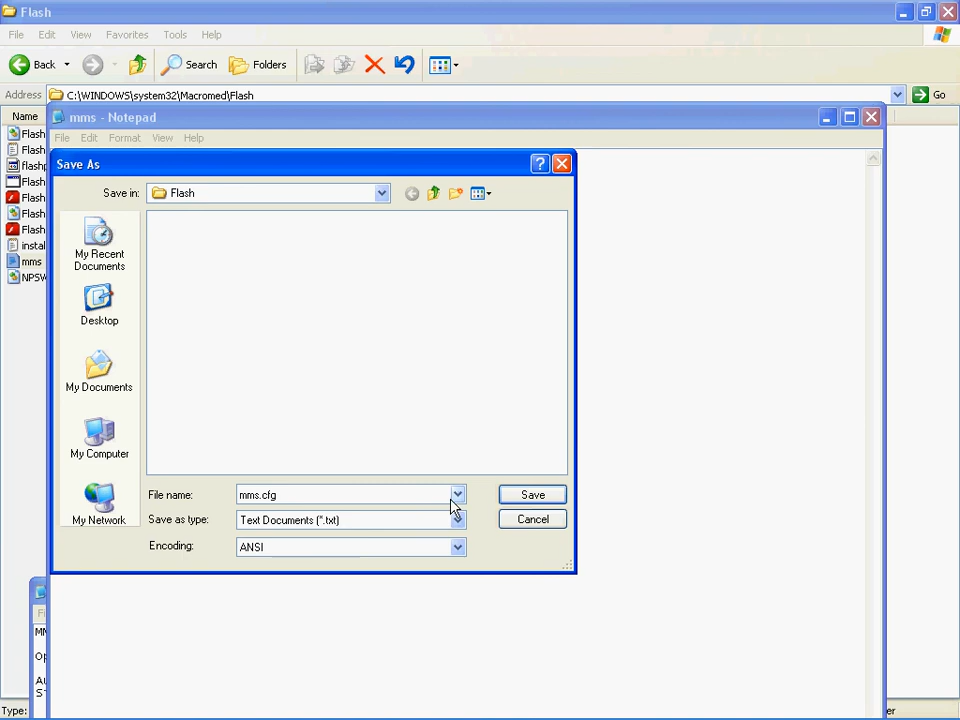 Flash
File Edit View Favorites Tools Help
Back Search Folders
Address C:\WINDOWS\system32\Macromed\Flash Go
Name
Flash
Flash
flashp
Flash
Flash
Flash
Flash
instal
mms
NPSW
mms - Notepad
File Edit Format View Help
Save As
Save in: Flash
My Recent
Documents
Desktop
My Documents
My Computer
My Network
File name: mms.cfg Save
Save as type: Text Documents (*.txt) Cancel
Encoding: ANSI
Type: